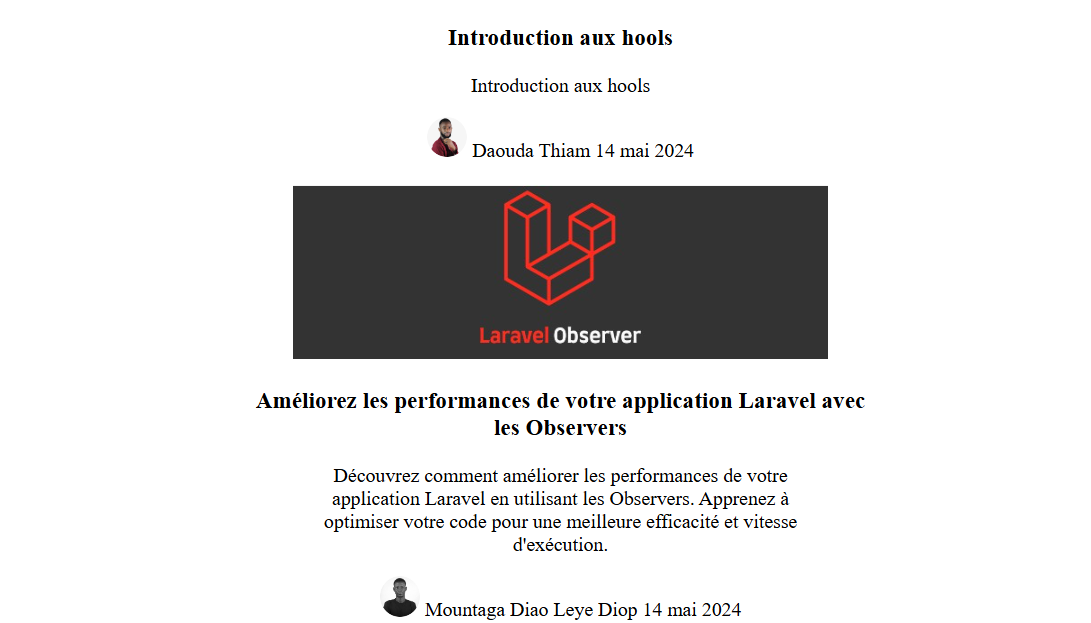 Introduction aux hools
Introduction aux hools
Daouda Thiam 14 mai 2024
Laravel Observer
Améliorez les performances de votre application Laravel avec
les Observers
Découvrez comment améliorer les performances de votre
application Laravel en utilisant les Observers. Apprenez à
optimiser votre code pour une meilleure efficacité et vitesse
d'exécution.
Mountaga Diao Leye Diop 14 mai 2024